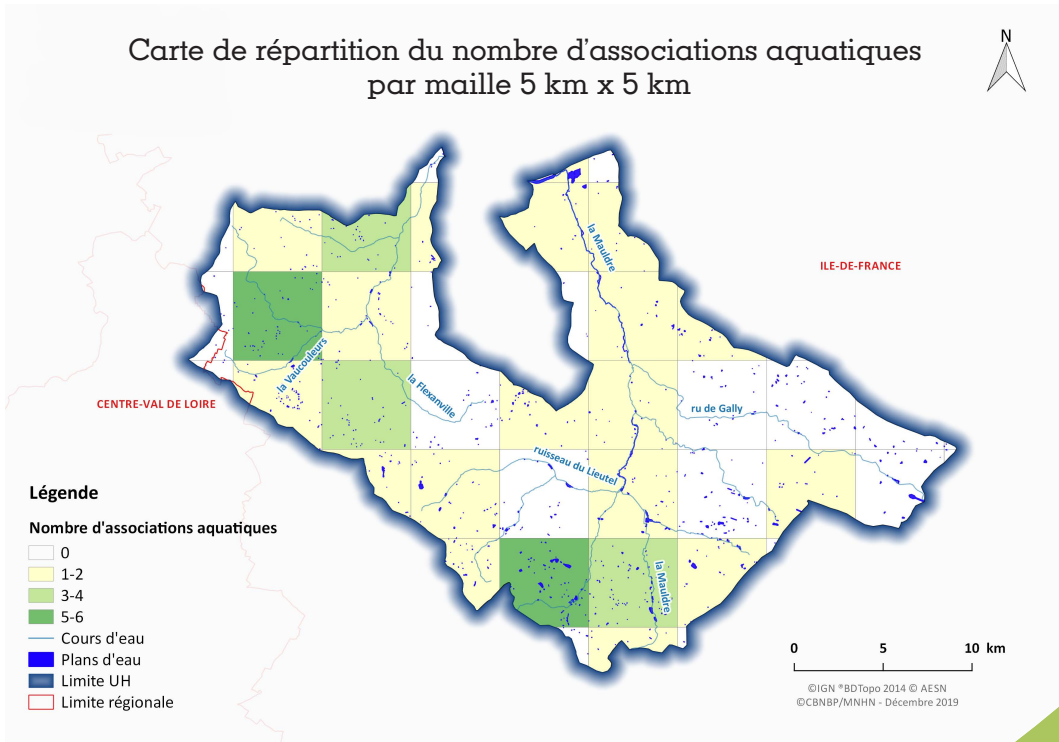 Carte de répartition du nombre d'associations aquatiques
par maille 5 km x 5 km
N
la Mauldre
ILE-DE-FRANCE
la Vaucouleurs
la Flexanville
CENTRE-VAL DE LOIRE
ru de Gally
ruisseau du Lieutel
la Mauldre
Légende
Nombre d'associations aquatiques
0
1-2
3-4
5-6
Cours d'eau
Plans d'eau
Limite UH
Limite régionale
0 5 10 km
©IGN ®BDTopo 2014 © AESN
©CBNBP/MNHN - Décembre 2019